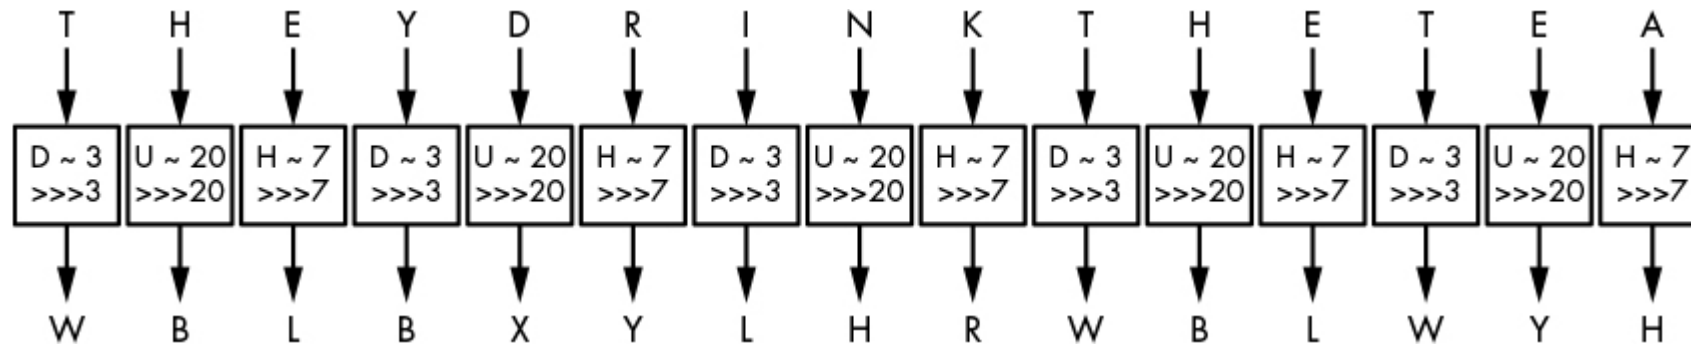 T H E Y D R I N K T H E T E A
D ~ 3 U ~ 20 H ~ 7 D ~ 3 U ~ 20 H ~ 7 D ~ 3 U ~ 20 H ~ 7 D ~ 3 U ~ 20 H ~ 7 D ~ 3 U ~ 20 H ~ 7
>>>3 >>>20 >>>7 >>>3 >>>20 >>>7 >>>3 >>>20 >>>7 >>>3 >>>20 >>>7 >>>3 >>>20 >>>7
W B L B X Y L H R W B L W Y H